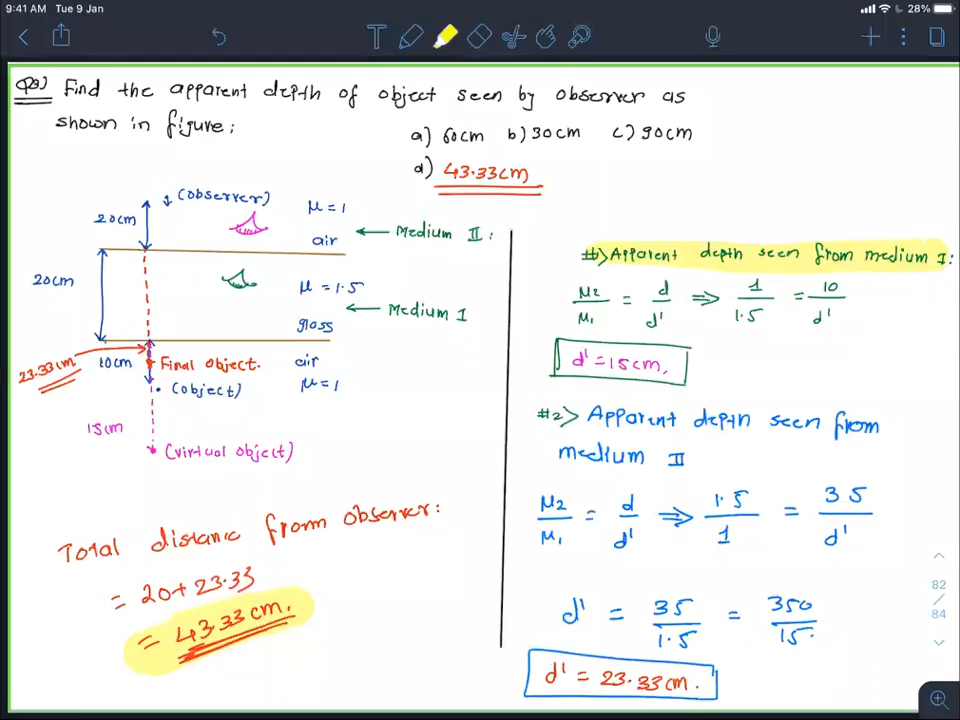 9:41 AM Tue 9 Jan
28%
Q8) Find the apparent depth of object seen by observer as
shown in figure:
a) 60cm b) 30cm c) 90cm
d) 43.33cm
(observer)
μ = 1
20cm
air
← Medium II:
20cm
μ = 1.5
← Medium I
glass
23.33cm
10cm
Final object.
air
(object)
μ = 1
15cm
(virtual object)
Total distance from observer:
= 20+23.33
= 43.33cm.
#1> Apparent depth seen from medium I:
μ2/μ1 = d/d' ⇒ 1/1.5 = 10/d'
d' = 15cm.
#2> Apparent depth seen from
medium II
μ2/μ1 = d/d' ⇒ 1.5/1 = 35/d'
d' = 35/1.5 = 350/15.
d' = 23.33cm.
82
/
84